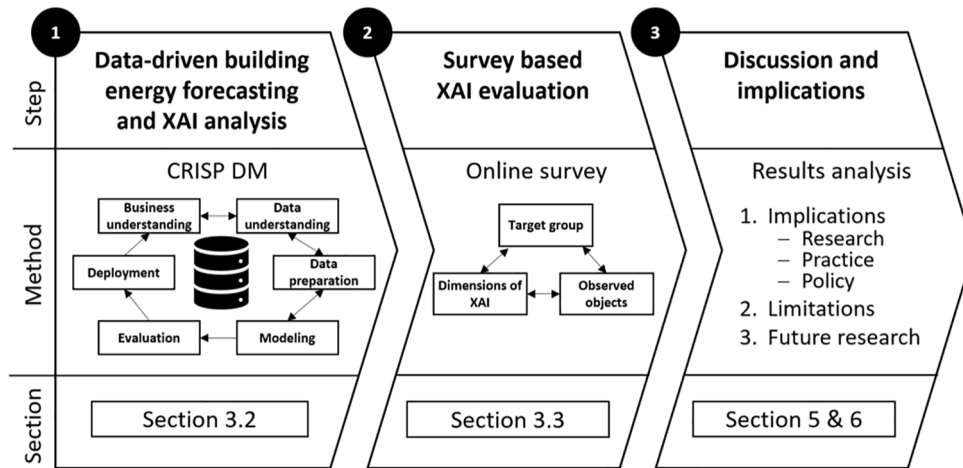 1
2
3
Step
Data-driven building
energy forecasting
and XAI analysis
Survey based
XAI evaluation
Discussion and
implications
Method
CRISP DM
Business
understanding
Data
understanding
Deployment
Data
preparation
Evaluation
Modeling
Online survey
Target group
Dimensions of
XAI
Observed
objects
Results analysis
1. Implications
– Research
– Practice
– Policy
2. Limitations
3. Future research
Section
Section 3.2
Section 3.3
Section 5 & 6